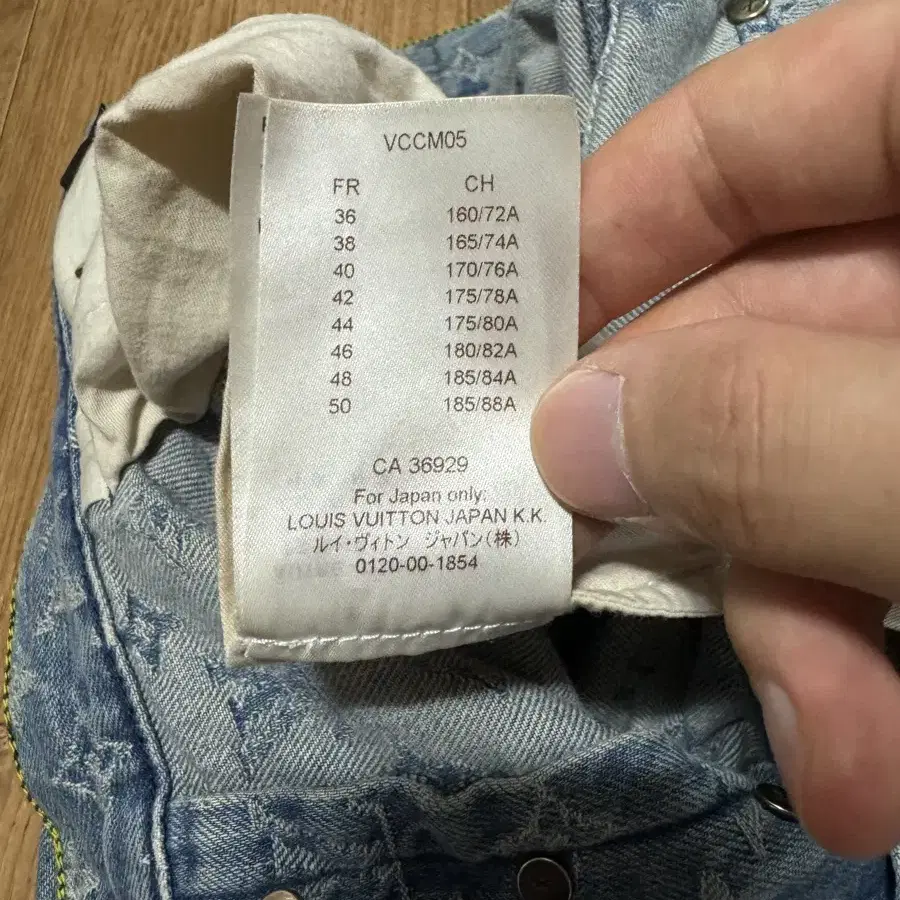 VCCM05
FR CH
36 160/72A
38 165/74A
40 170/76A
42 175/78A
44 175/80A
46 180/82A
48 185/84A
50 185/88A
CA 36929
For Japan only:
LOUIS VUITTON JAPAN K.K.
ルイ・ヴィトン ジャパン(株)
0120-00-1854